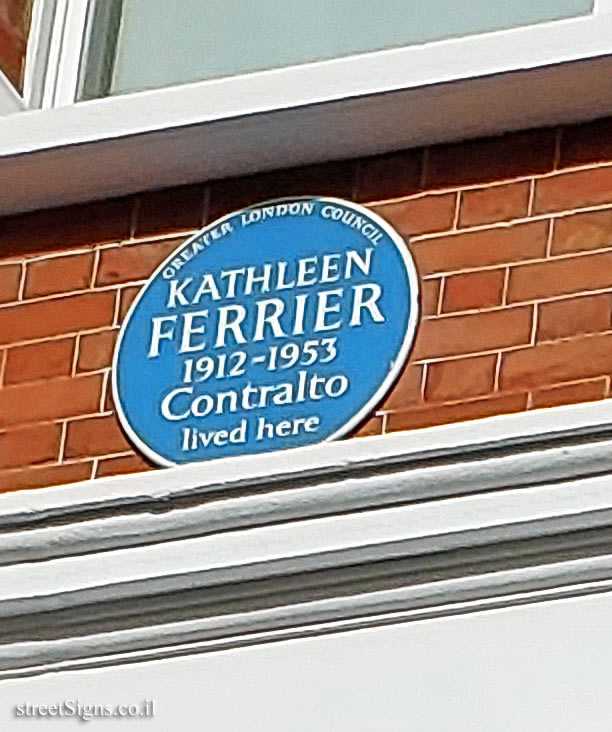 GREATER LONDON COUNCIL
KATHLEEN
FERRIER
1912-1953
Contralto
lived here
streetSigns.co.il